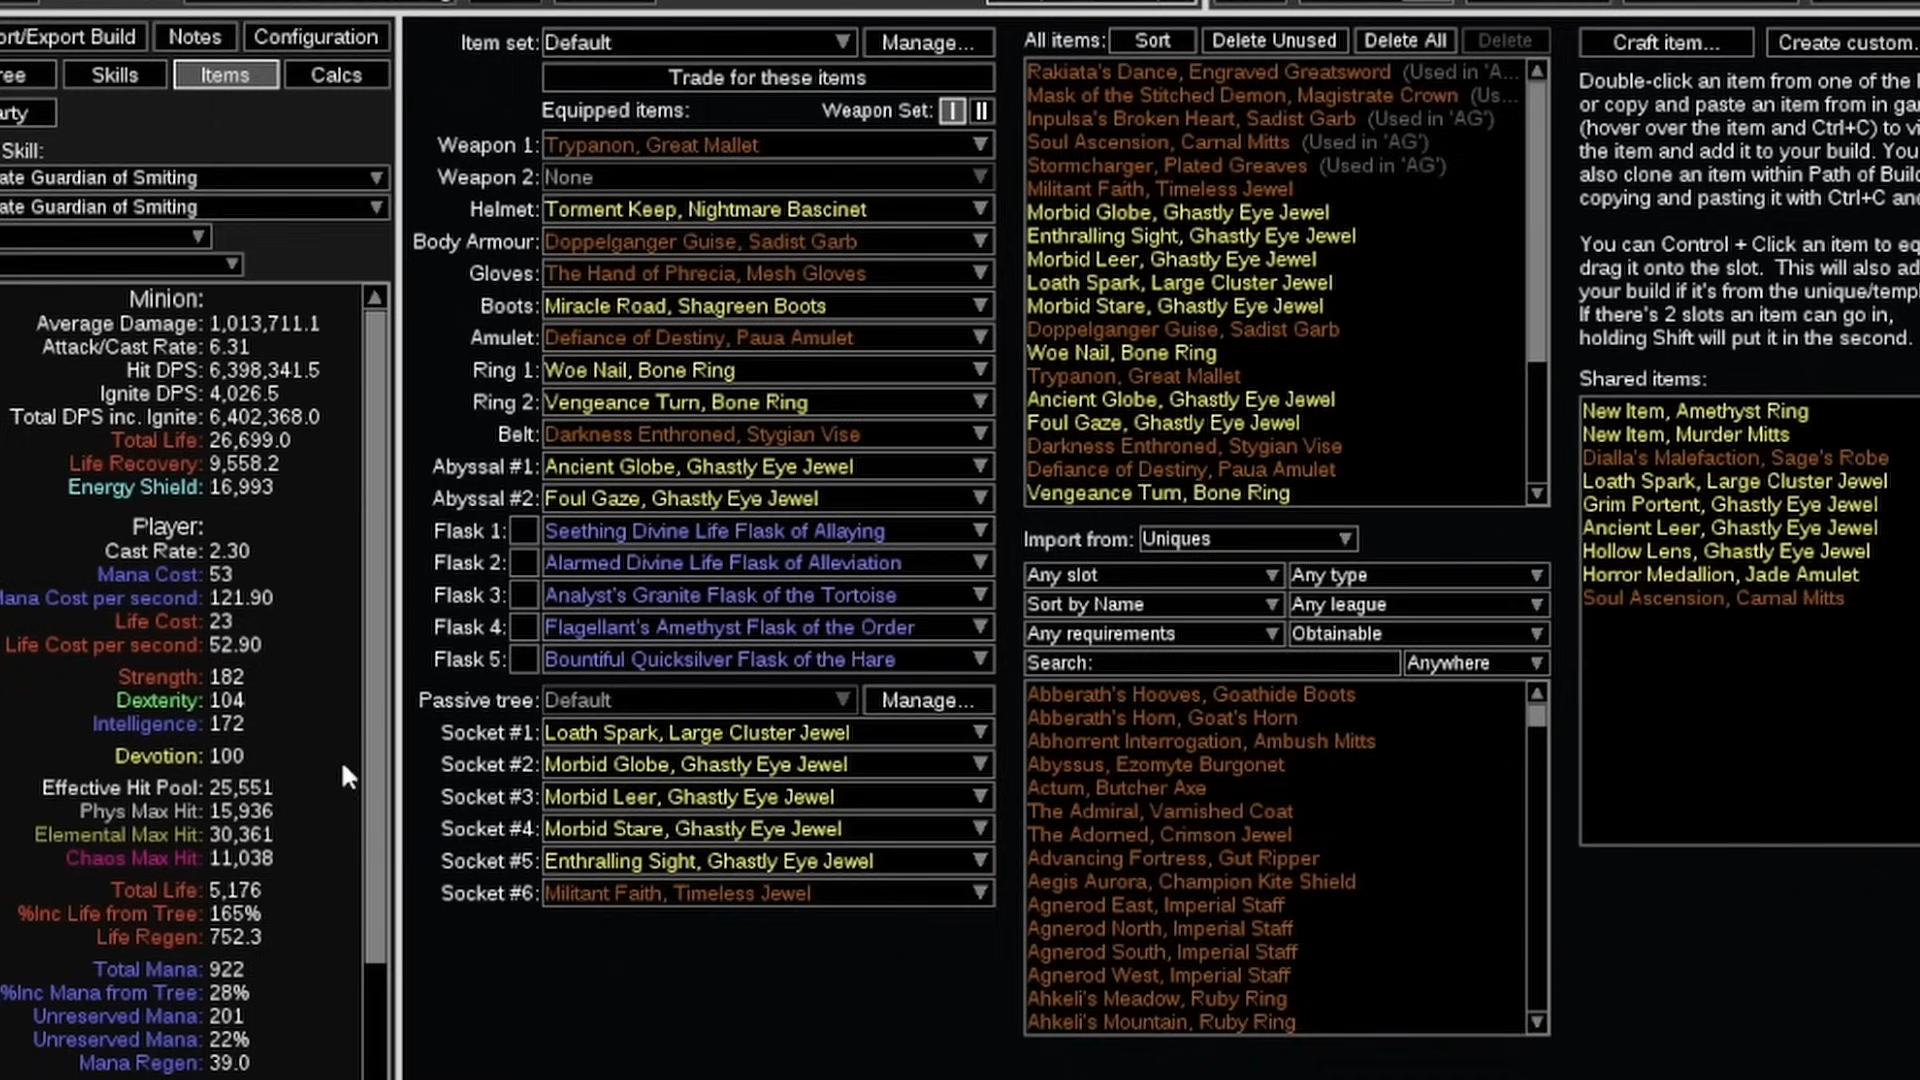 ort/Export Build Notes Configuration
ree Skills Items Calcs
arty
Skill:
ate Guardian of Smiting
ate Guardian of Smiting
Minion:
Average Damage: 1,013,711.1
Attack/Cast Rate: 6.31
Hit DPS: 6,398,341.5
Ignite DPS: 4,026.5
Total DPS inc. Ignite: 6,402,368.0
Total Life: 26,699.0
Life Recovery: 9,558.2
Energy Shield: 16,993
Player:
Cast Rate: 2.30
Mana Cost: 53
Mana Cost per second: 121.90
Life Cost: 23
Life Cost per second: 52.90
Strength: 182
Dexterity: 104
Intelligence: 172
Devotion: 100
Effective Hit Pool: 25,551
Phys Max Hit: 15,936
Elemental Max Hit: 30,361
Chaos Max Hit: 11,038
Total Life: 5,176
%Inc Life from Tree: 165%
Life Regen: 752.3
Total Mana: 922
%Inc Mana from Tree: 28%
Unreserved Mana: 201
Unreserved Mana: 22%
Mana Regen: 39.0
Item set: Default Manage...
Trade for these items
Equipped items: Weapon Set: I II
Weapon 1: Trypanon, Great Mallet
Weapon 2: None
Helmet: Torment Keep, Nightmare Bascinet
Body Armour: Doppelganger Guise, Sadist Garb
Gloves: The Hand of Phrecia, Mesh Gloves
Boots: Miracle Road, Shagreen Boots
Amulet: Defiance of Destiny, Paua Amulet
Ring 1: Woe Nail, Bone Ring
Ring 2: Vengeance Turn, Bone Ring
Belt: Darkness Enthroned, Stygian Vise
Abyssal #1: Ancient Globe, Ghastly Eye Jewel
Abyssal #2: Foul Gaze, Ghastly Eye Jewel
Flask 1: Seething Divine Life Flask of Allaying
Flask 2: Alarmed Divine Life Flask of Alleviation
Flask 3: Analyst's Granite Flask of the Tortoise
Flask 4: Flagellant's Amethyst Flask of the Order
Flask 5: Bountiful Quicksilver Flask of the Hare
Passive tree: Default Manage...
Socket #1: Loath Spark, Large Cluster Jewel
Socket #2: Morbid Globe, Ghastly Eye Jewel
Socket #3: Morbid Leer, Ghastly Eye Jewel
Socket #4: Morbid Stare, Ghastly Eye Jewel
Socket #5: Enthralling Sight, Ghastly Eye Jewel
Socket #6: Militant Faith, Timeless Jewel
All items: Sort Delete Unused Delete All Delete
Rakiata's Dance, Engraved Greatsword (Used in 'A...
Mask of the Stitched Demon, Magistrate Crown (Us...
Inpulsa's Broken Heart, Sadist Garb (Used in 'AG')
Soul Ascension, Carnal Mitts (Used in 'AG')
Stormcharger, Plated Greaves (Used in 'AG')
Militant Faith, Timeless Jewel
Morbid Globe, Ghastly Eye Jewel
Enthralling Sight, Ghastly Eye Jewel
Morbid Leer, Ghastly Eye Jewel
Loath Spark, Large Cluster Jewel
Morbid Stare, Ghastly Eye Jewel
Doppelganger Guise, Sadist Garb
Woe Nail, Bone Ring
Trypanon, Great Mallet
Ancient Globe, Ghastly Eye Jewel
Foul Gaze, Ghastly Eye Jewel
Darkness Enthroned, Stygian Vise
Defiance of Destiny, Paua Amulet
Vengeance Turn, Bone Ring
Import from: Uniques
Any slot Any type
Sort by Name Any league
Any requirements Obtainable
Search: Anywhere
Abberath's Hooves, Goathide Boots
Abberath's Horn, Goat's Horn
Abhorrent Interrogation, Ambush Mitts
Abyssus, Ezomyte Burgonet
Actum, Butcher Axe
The Admiral, Varnished Coat
The Adorned, Crimson Jewel
Advancing Fortress, Gut Ripper
Aegis Aurora, Champion Kite Shield
Agnerod East, Imperial Staff
Agnerod North, Imperial Staff
Agnerod South, Imperial Staff
Agnerod West, Imperial Staff
Ahkeli's Meadow, Ruby Ring
Ahkeli's Mountain, Ruby Ring
Craft item... Create custom.
Double-click an item from one of the
or copy and paste an item from in ga
(hover over the item and Ctrl+C) to vi
the item and add it to your build. You
also clone an item within Path of Buil
copying and pasting it with Ctrl+C an
You can Control + Click an item to eq
drag it onto the slot. This will also ad
your build if it's from the unique/templ
If there's 2 slots an item can go in,
holding Shift will put it in the second.
Shared items:
New Item, Amethyst Ring
New Item, Murder Mitts
Dialla's Malefaction, Sage's Robe
Loath Spark, Large Cluster Jewel
Grim Portent, Ghastly Eye Jewel
Ancient Leer, Ghastly Eye Jewel
Hollow Lens, Ghastly Eye Jewel
Horror Medallion, Jade Amulet
Soul Ascension, Carnal Mitts